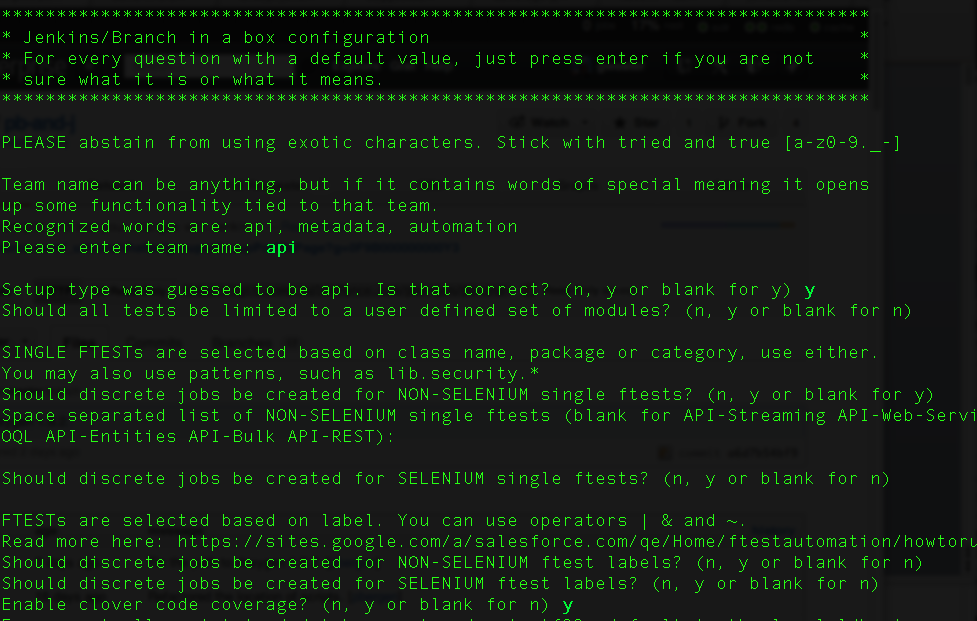 *******************************************************************************
* Jenkins/Branch in a box configuration *
* For every question with a default value, just press enter if you are not *
* sure what it is or what it means. *
*******************************************************************************
PLEASE abstain from using exotic characters. Stick with tried and true [a-z0-9._-]
Team name can be anything, but if it contains words of special meaning it opens
up some functionality tied to that team.
Recognized words are: api, metadata, automation
Please enter team name: api
Setup type was guessed to be api. Is that correct? (n, y or blank for y) y
Should all tests be limited to a user defined set of modules? (n, y or blank for n)
SINGLE FTESTs are selected based on class name, package or category, use either.
You may also use patterns, such as lib.security.*
Should discrete jobs be created for NON-SELENIUM single ftests? (n, y or blank for y)
Space separated list of NON-SELENIUM single ftests (blank for API-Streaming API-Web-Servi
OQL API-Entities API-Bulk API-REST):
Should discrete jobs be created for SELENIUM single ftests? (n, y or blank for n)
FTESTs are selected based on label. You can use operators | & and ~.
Read more here: https://sites.google.com/a/salesforce.com/qe/Home/ftestautomation/howtoru
Should discrete jobs be created for NON-SELENIUM ftest labels? (n, y or blank for n)
Should discrete jobs be created for SELENIUM ftest labels? (n, y or blank for n)
Enable clover code coverage? (n, y or blank for n) y